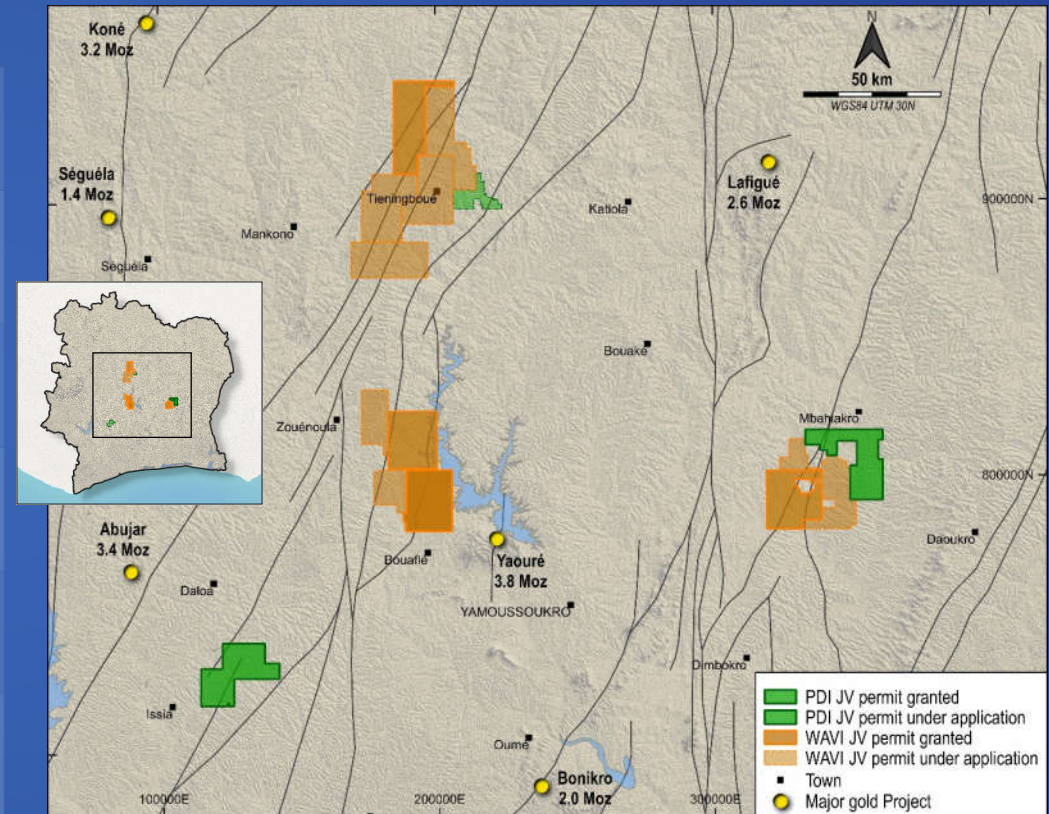 Koné
3.2 Moz
N
50 km
WGS84 UTM 30N
Séguéla
1.4 Moz
Lafigué
2.6 Moz
Tieningboué
Katiola
900000N
Mankono
Séguéla
Bouaké
Zouénoula
Mbahiakro
800000N
Abujar
3.4 Moz
Bouaflé
Yaouré
3.8 Moz
Daoukro
Daloa
YAMOUSSOUKRO
Dimbokro
Issia
Oumé
Bonikro
2.0 Moz
100000E
200000E
300000E
PDI JV permit granted
PDI JV permit under application
WAVI JV permit granted
WAVI JV permit under application
Town
Major gold Project